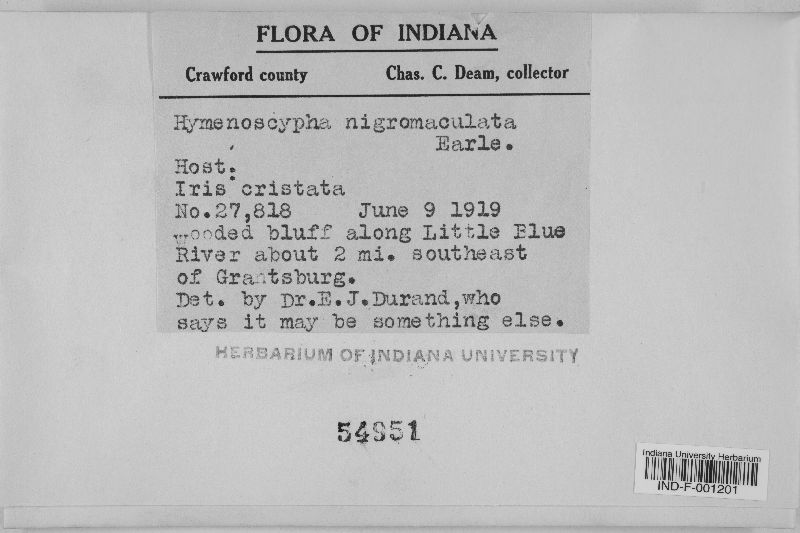 FLORA OF INDIANA
Crawford county Chas. C. Deam, collector
Hymenoscypha nigromaculata
Earle.
Host:
Iris cristata
No.27,818 June 9 1919
wooded bluff along Little Blue
River about 2 mi. southeast
of Grantsburg.
Det. by Dr.E.J.Durand,who
says it may be something else.
HERBARIUM OF INDIANA UNIVERSITY
54951
Indiana University Herbarium
IND-F-001201